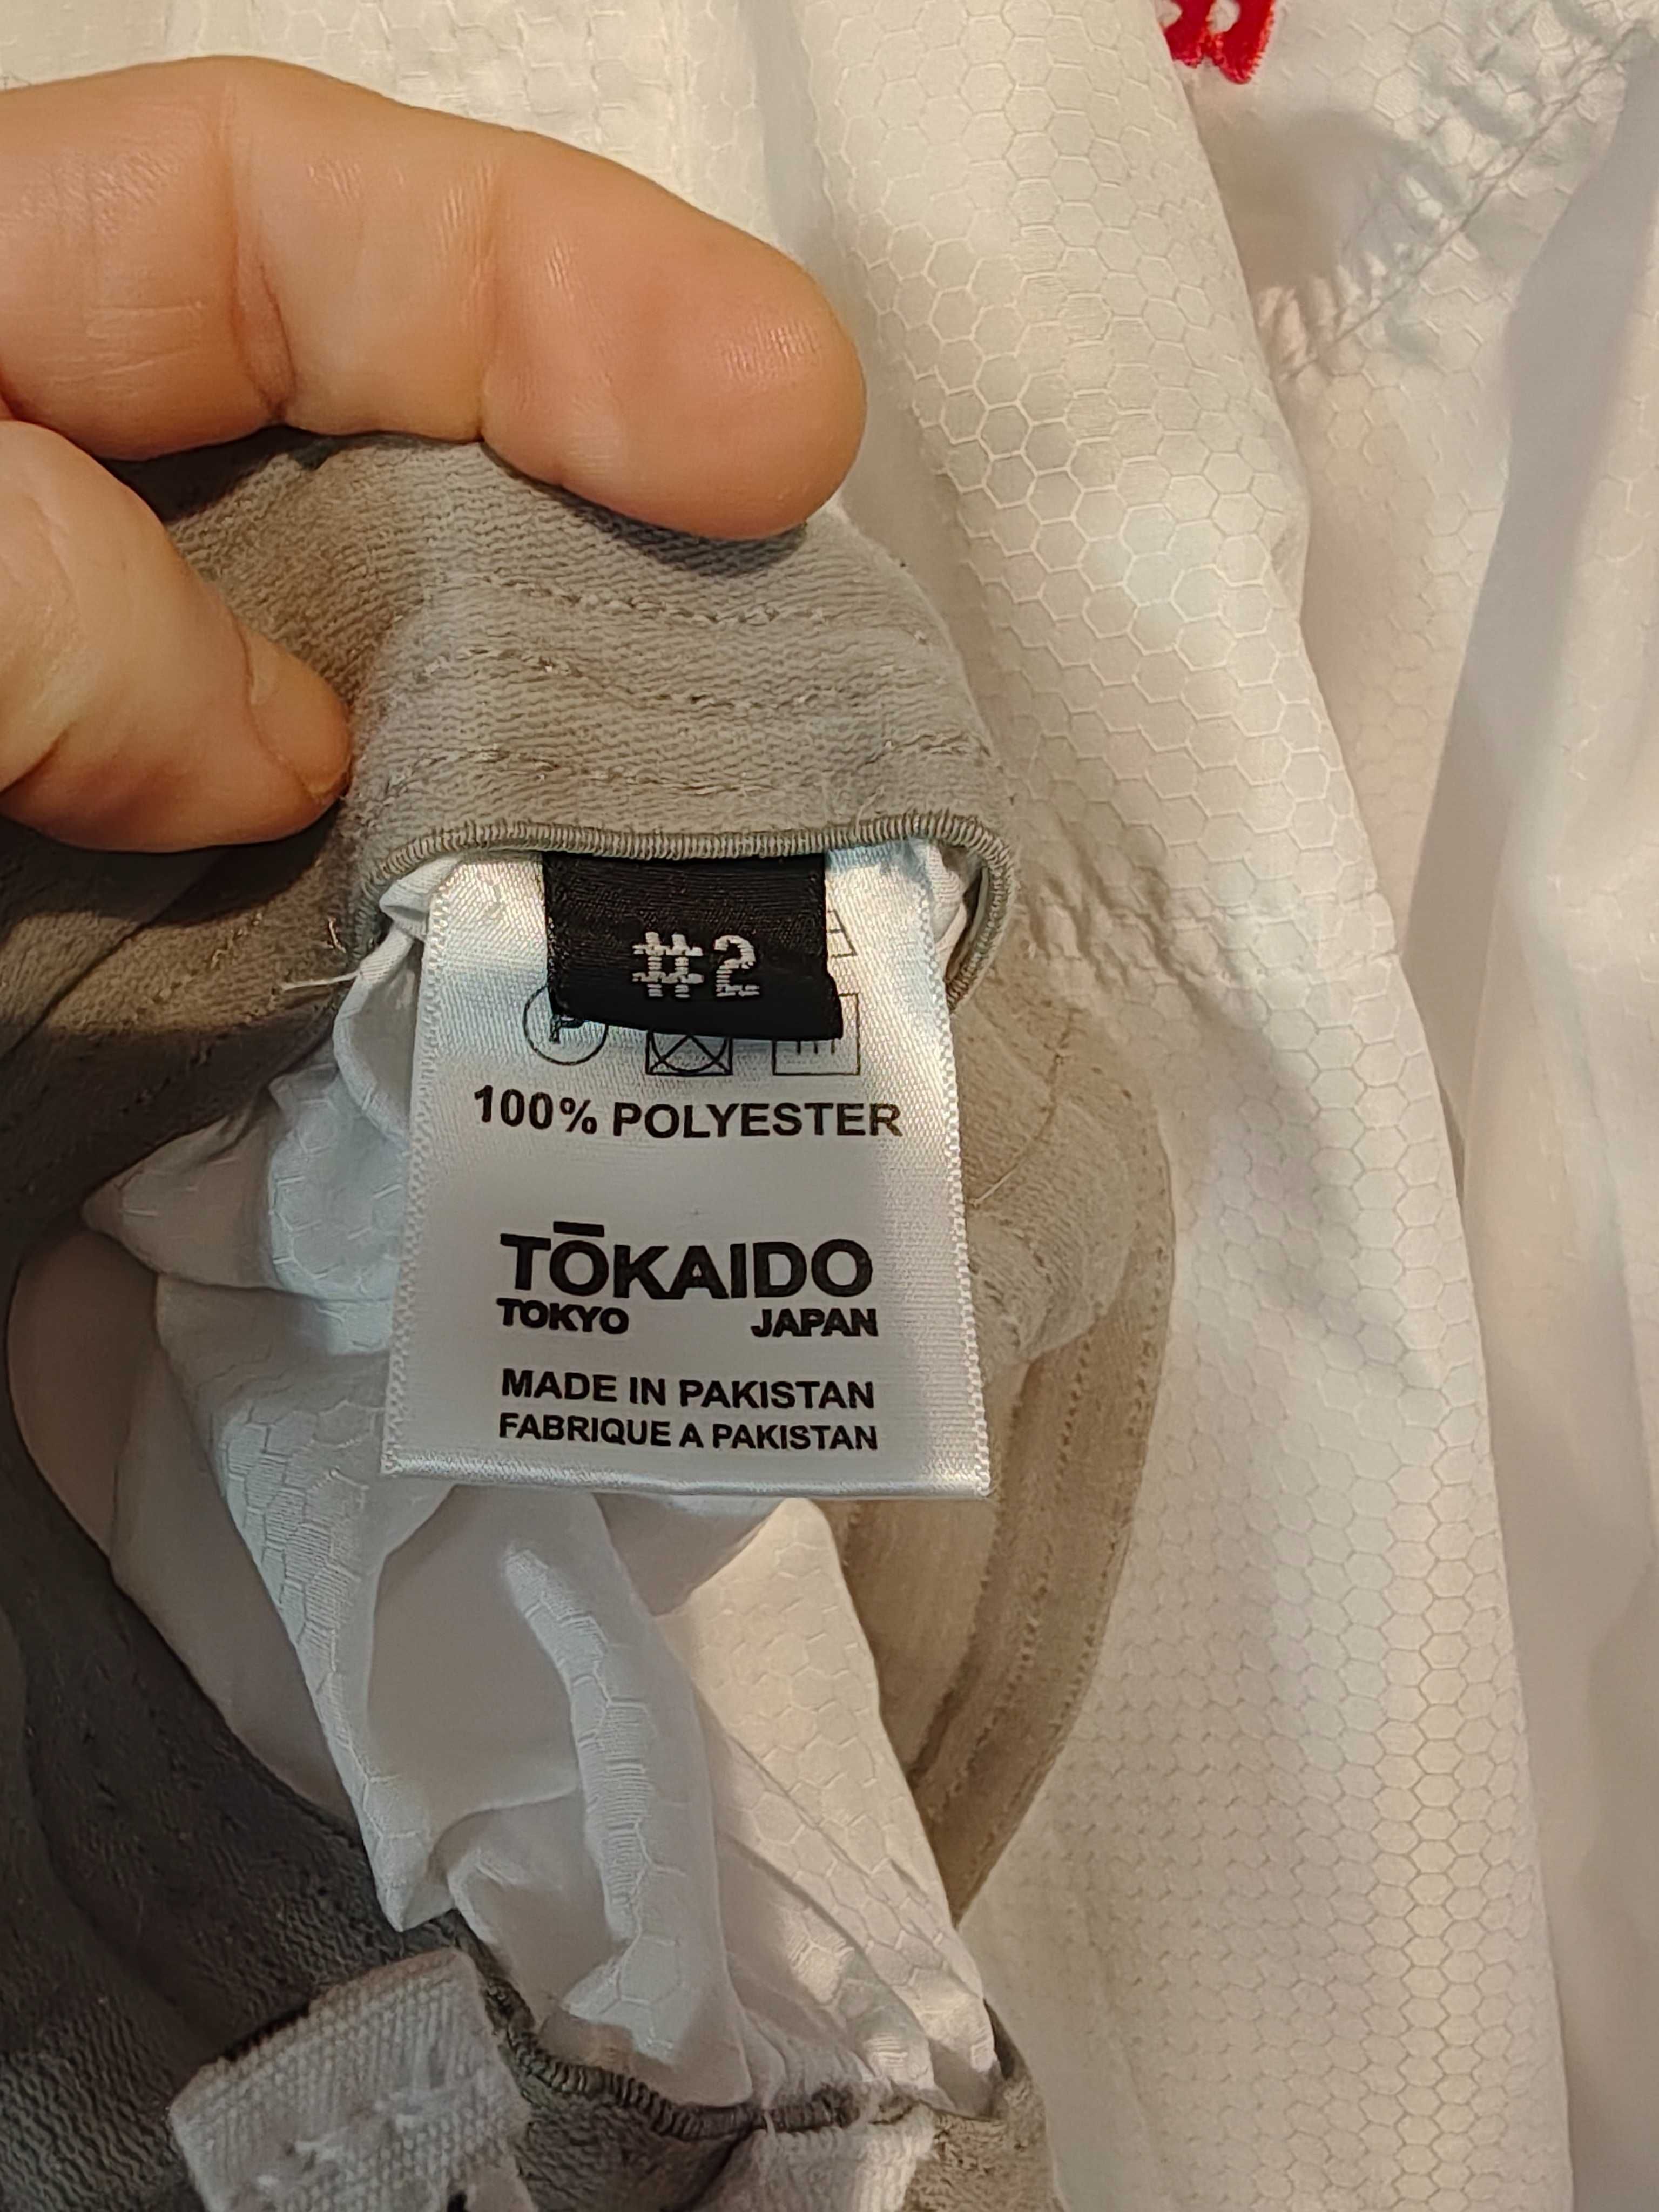 #2
P
100% POLYESTER
TŌKAIDO
TOKYO JAPAN
MADE IN PAKISTAN
FABRIQUE A PAKISTAN